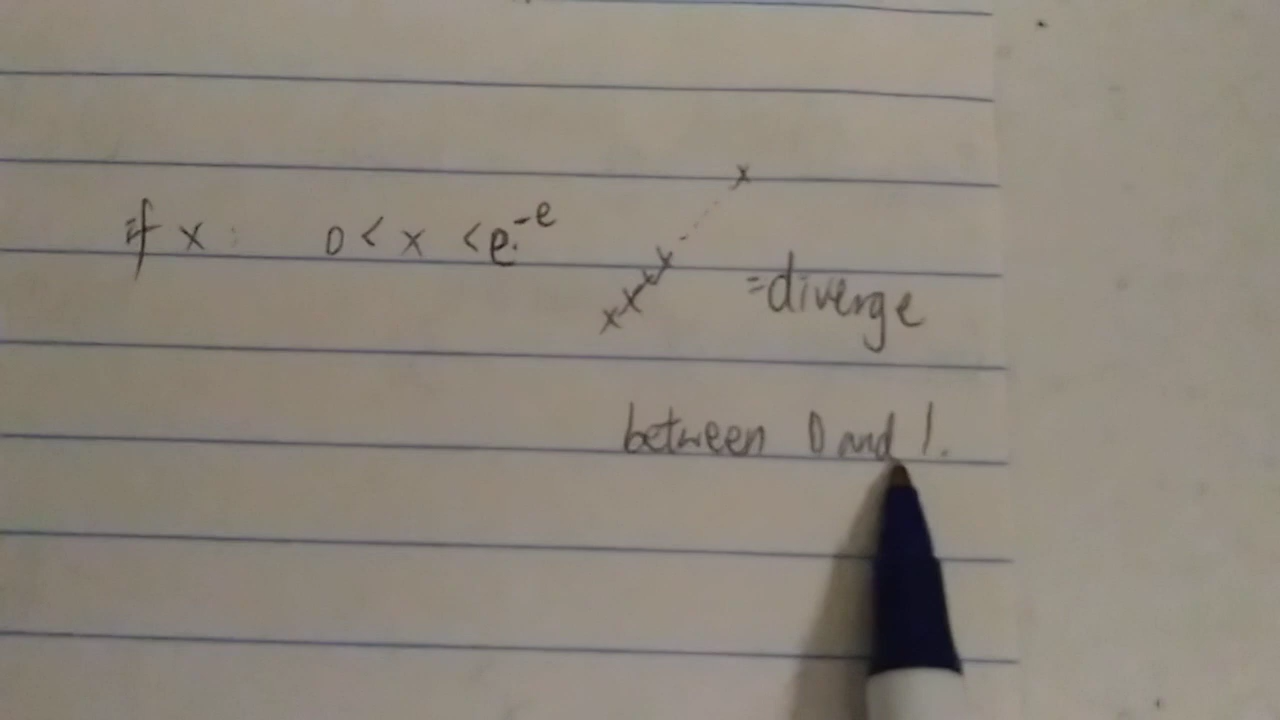 if x : 0 < x < e^-e x^x^x^x^...^x = diverge
between 0 and 1.